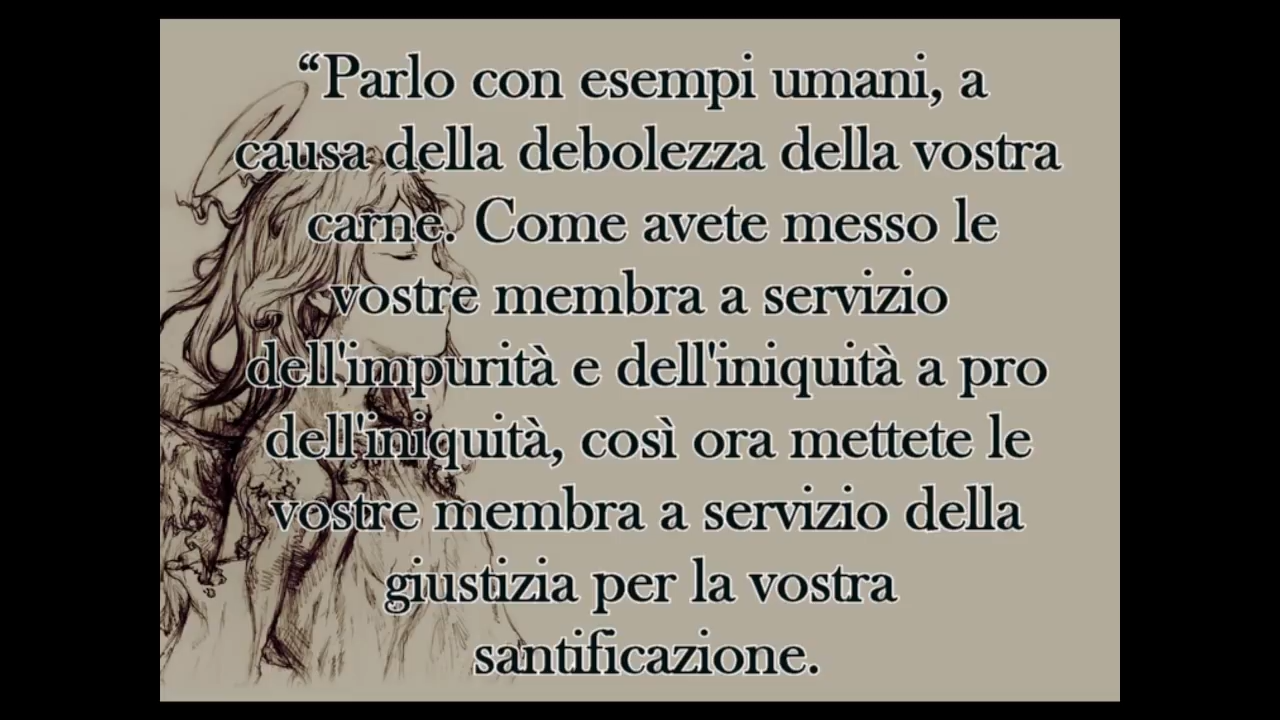 “Parlo con esempi umani, a
causa della debolezza della vostra
carne. Come avete messo le
vostre membra a servizio
dell'impurità e dell'iniquità a pro
dell'iniquità, così ora mettete le
vostre membra a servizio della
giustizia per la vostra
santificazione.